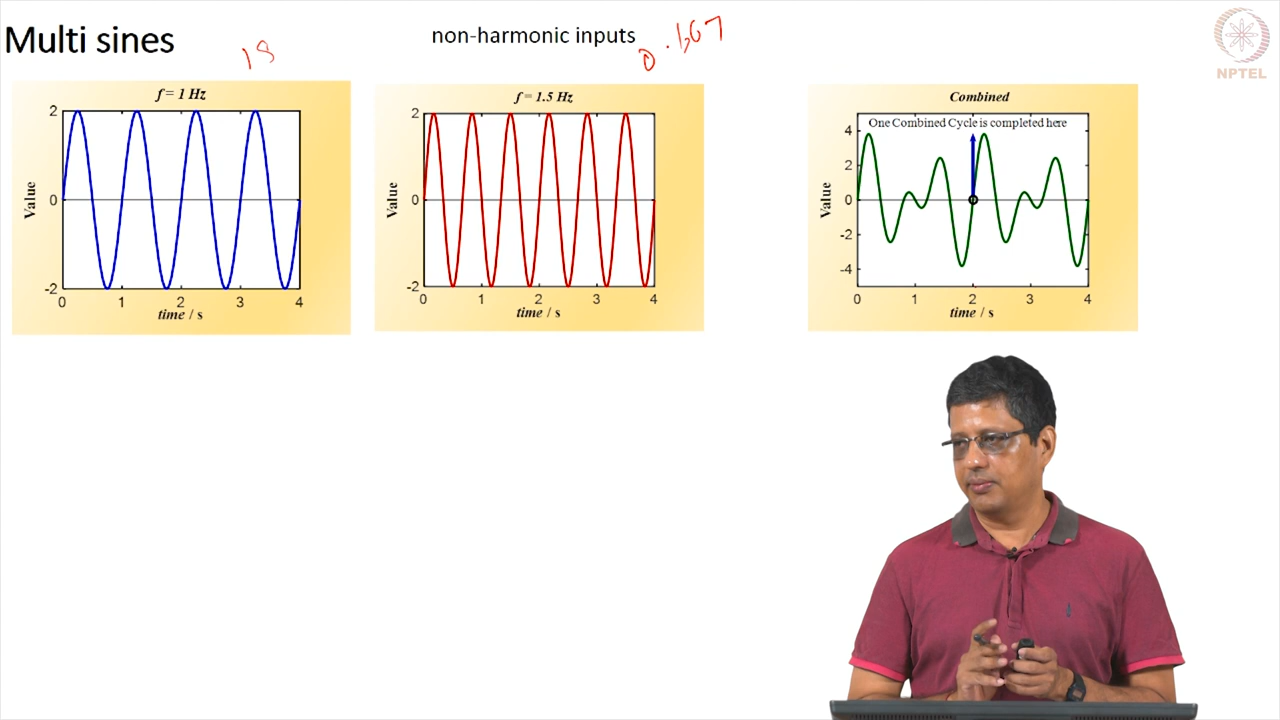 Multi sines
non-harmonic inputs
1s
0.667
NPTEL
f = 1 Hz
2
0
-2
Value
0 1 2 3 4
time / s
f = 1.5 Hz
2
0
-2
Value
0 1 2 3 4
time / s
Combined
One Combined Cycle is completed here
4
2
0
-2
-4
Value
0 1 2 3 4
time / s